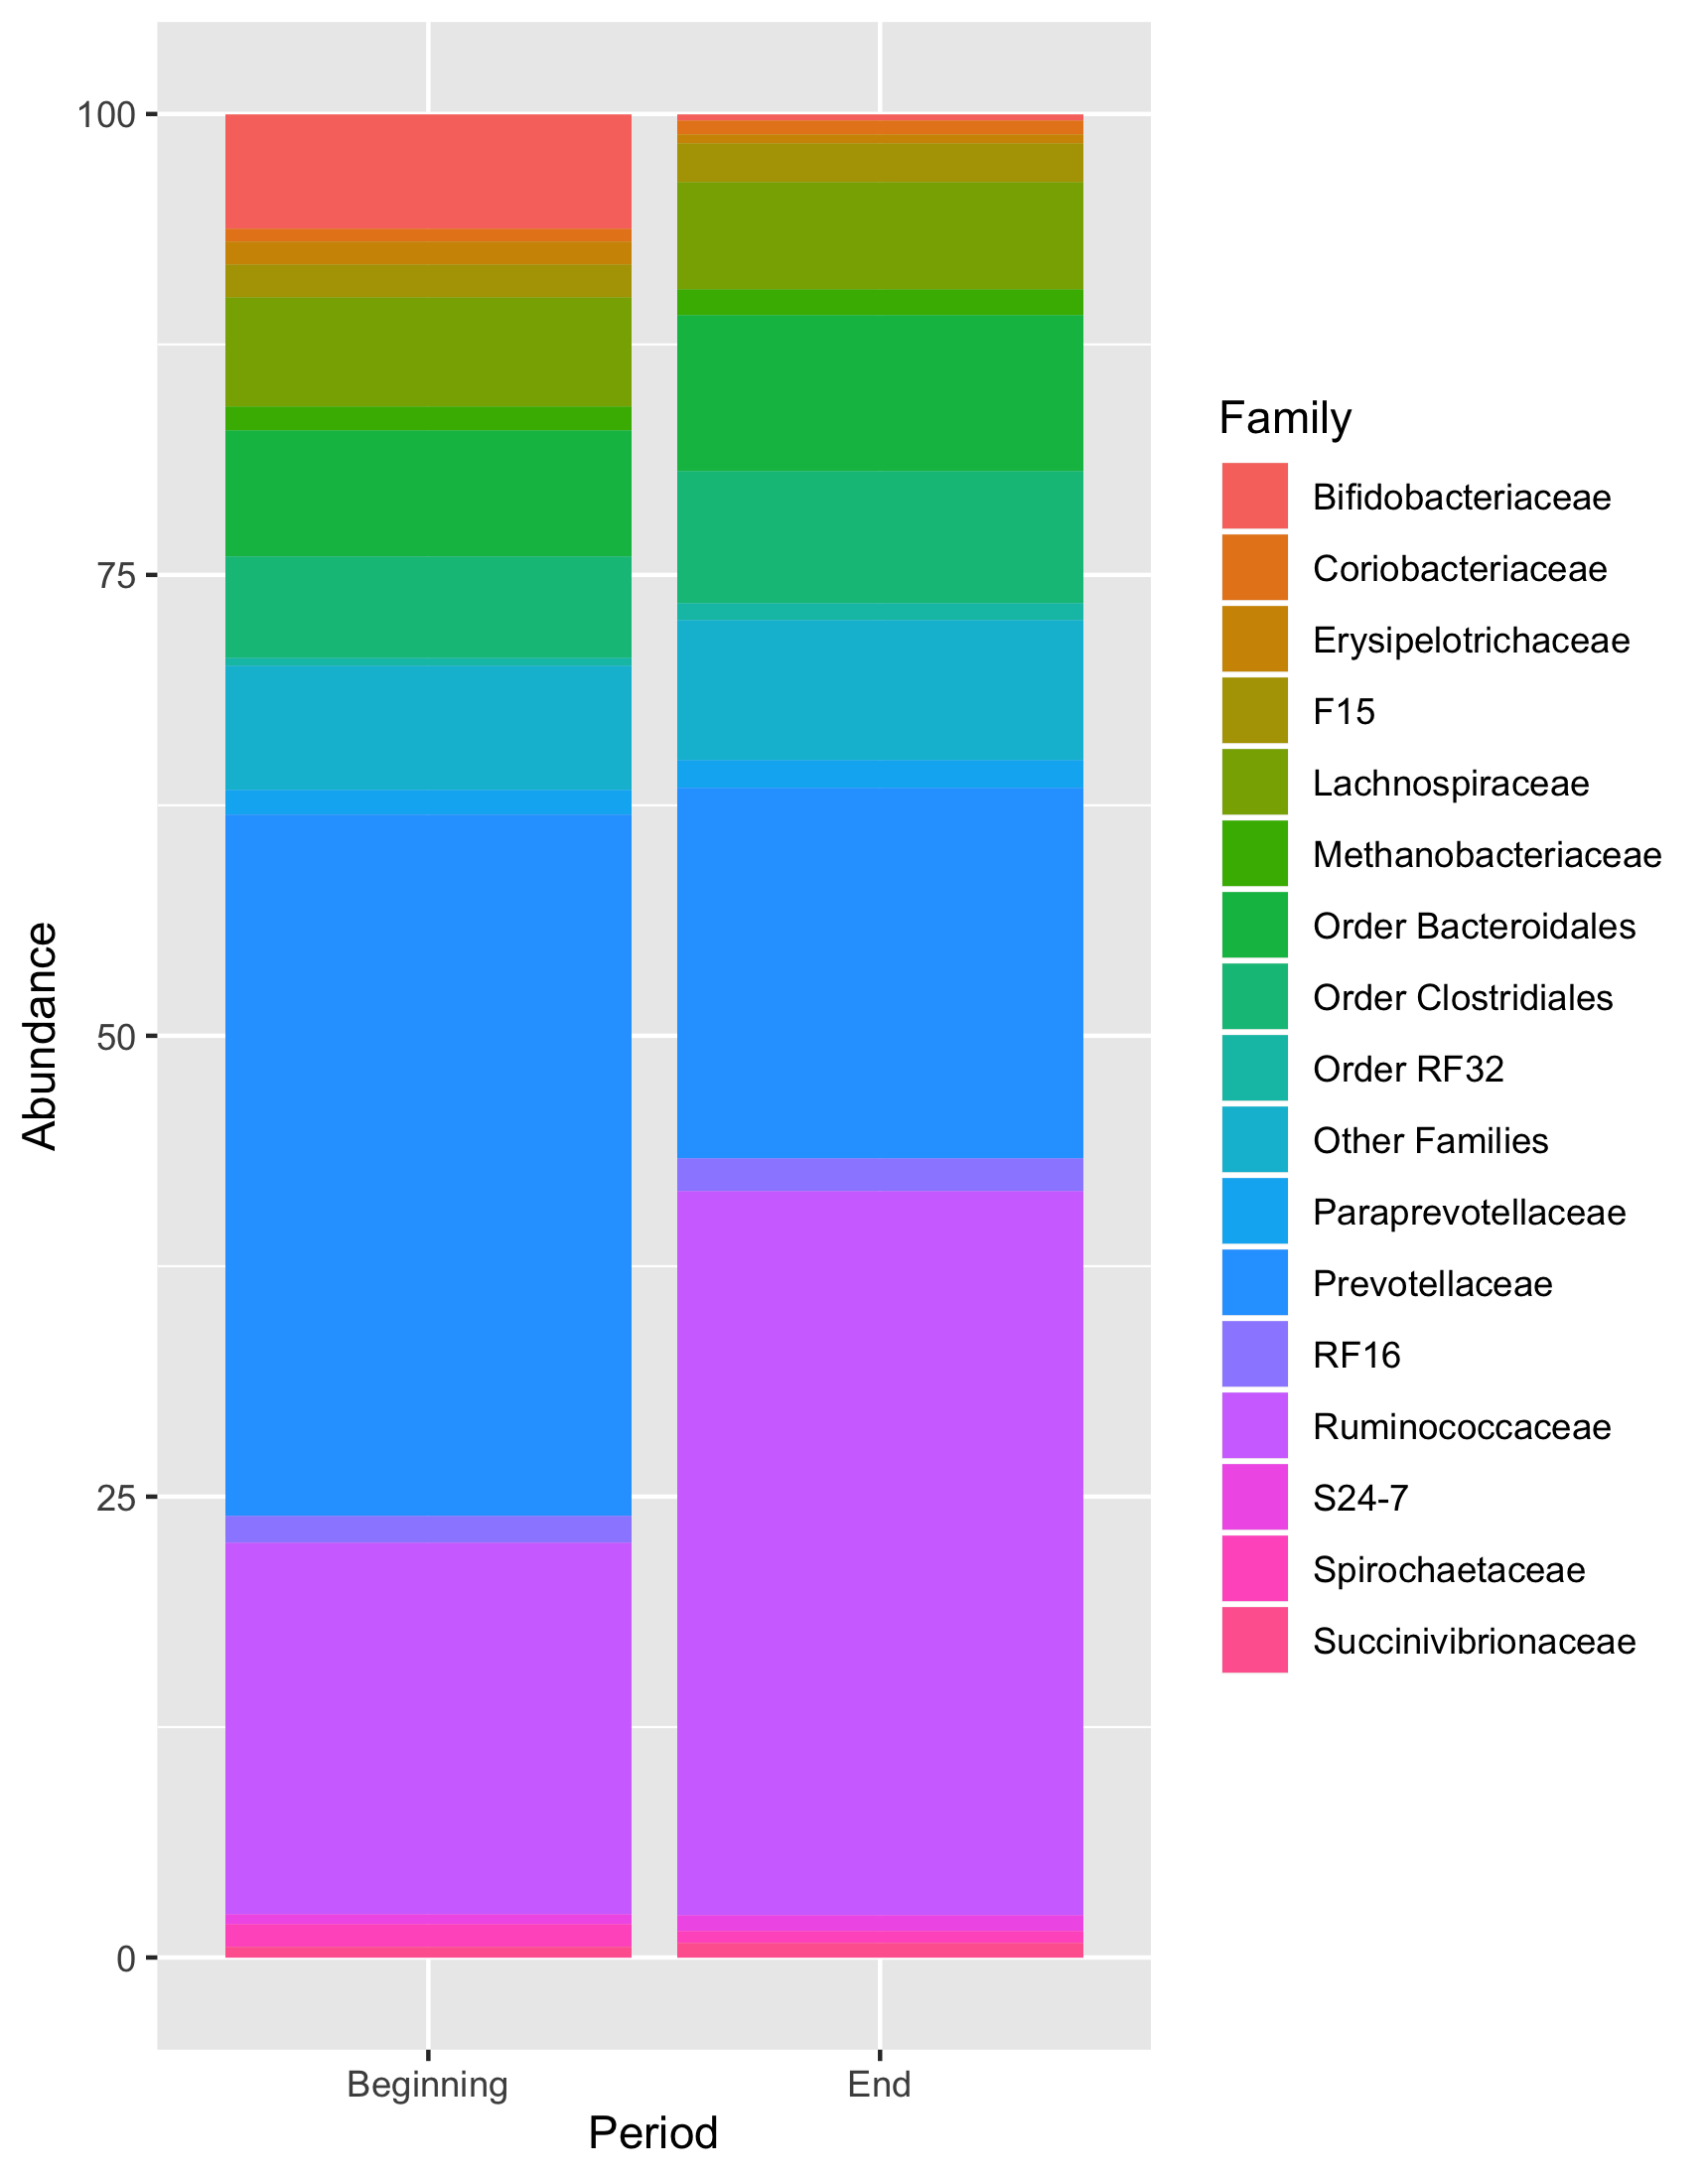 Abundance
100
75
50
25
0
Beginning
End
Period
Family
Bifidobacteriaceae
Coriobacteriaceae
Erysipelotrichaceae
F15
Lachnospiraceae
Methanobacteriaceae
Order Bacteroidales
Order Clostridiales
Order RF32
Other Families
Paraprevotellaceae
Prevotellaceae
RF16
Ruminococcaceae
S24-7
Spirochaetaceae
Succinivibrionaceae